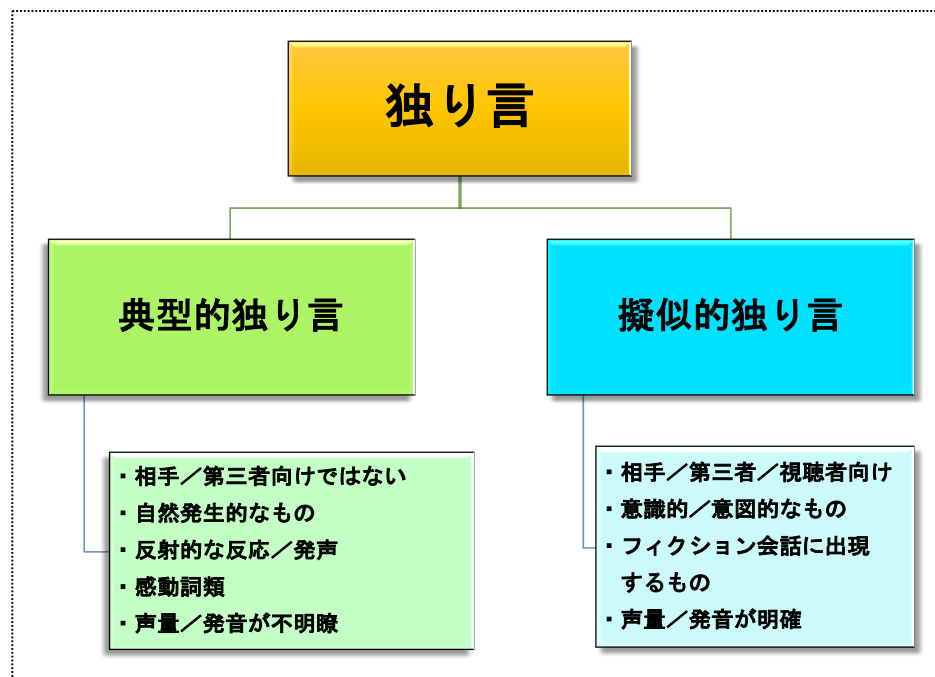 独り言
典型的独り言
擬似的独り言
・相手／第三者向けではない
・自然発生的なもの
・反射的な反応／発声
・感動詞類
・声量／発音が不明瞭
・相手／第三者／視聴者向け
・意識的／意図的なもの
・フィクション会話に出現
するもの
・声量／発音が明確